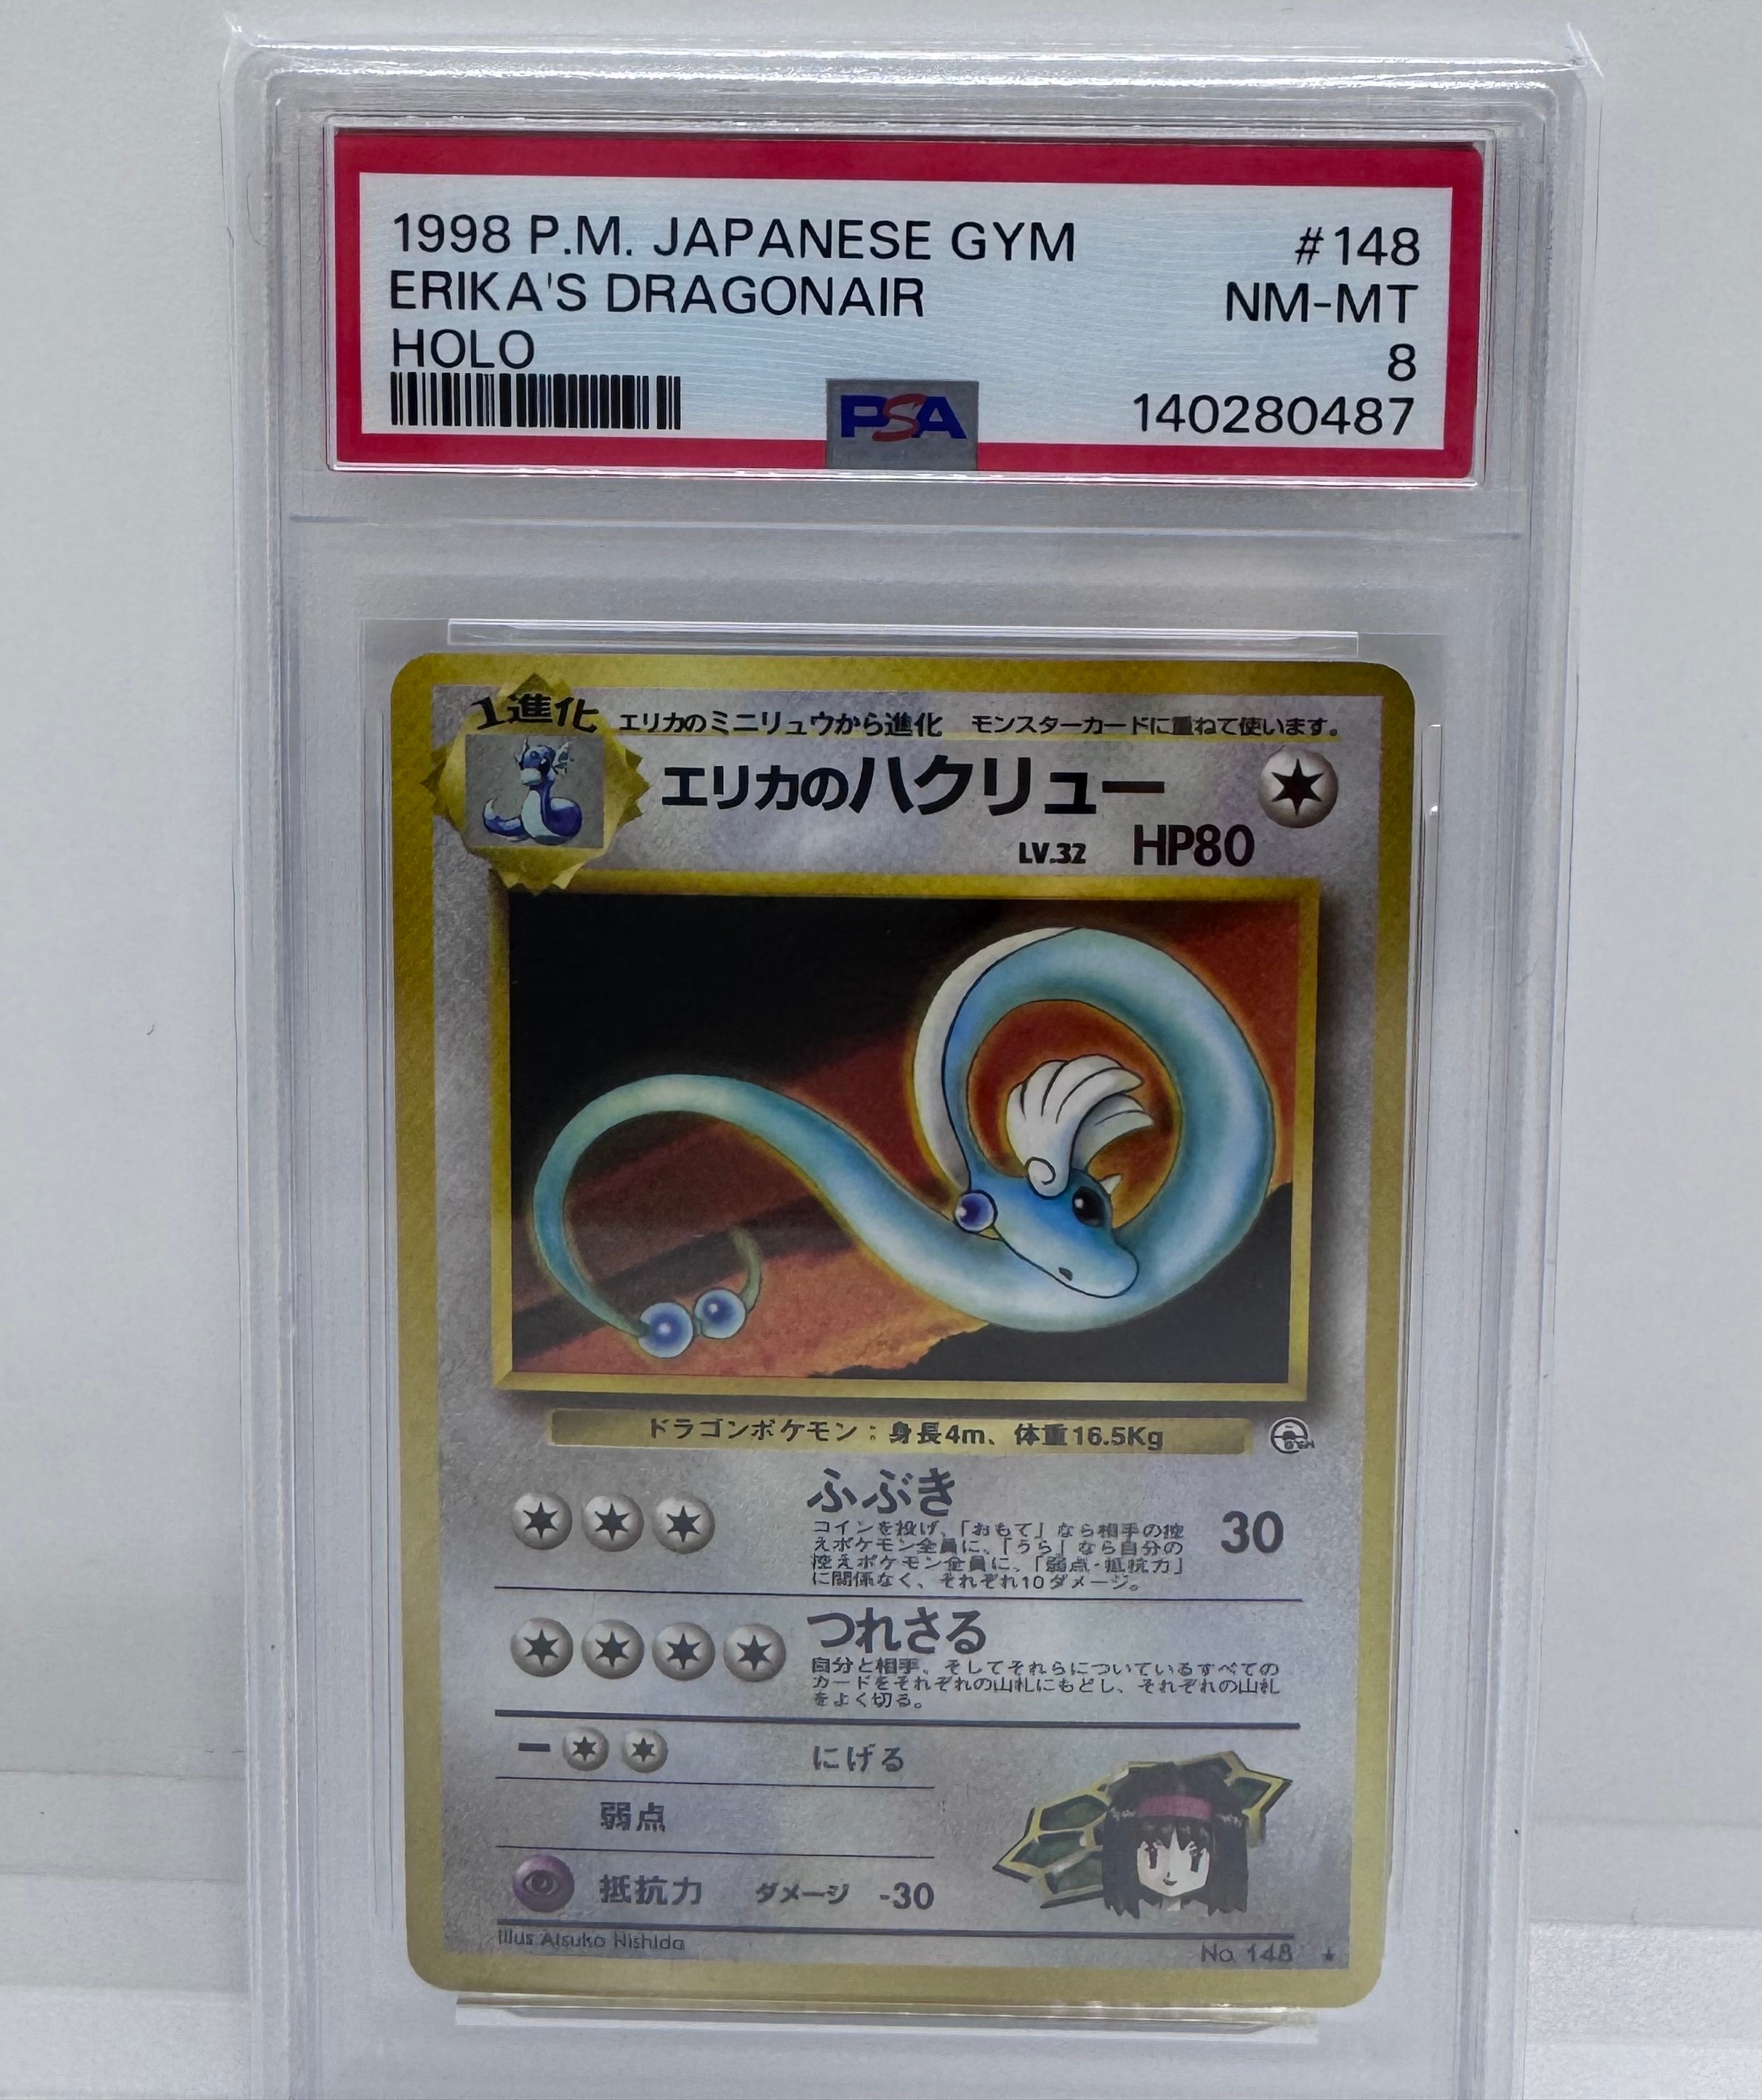 1998 P.M. JAPANESE GYM #148
ERIKA'S DRAGONAIR NM-MT
HOLO 8
PSA 140280487
1進化 エリカのミニリュウから進化 モンスターカードに重ねて使います。
エリカのハクリュー
LV.32 HP80
ドラゴンポケモン：身長4m、体重16.5Kg
ふぶき 30
コインを投げ、「おもて」なら相手の控
えポケモン全員に、「うら」なら自分の
控えポケモン全員に、「弱点・抵抗力」
に関係なく、それぞれ10ダメージ。
つれさる
自分と相手、そしてそれらについているすべての
カードをそれぞれの山札にもどし、それぞれの山札
をよく切る。
にげる
弱点
抵抗力 ダメージ -30
Illus.Atsuko Nishida No. 148 ★